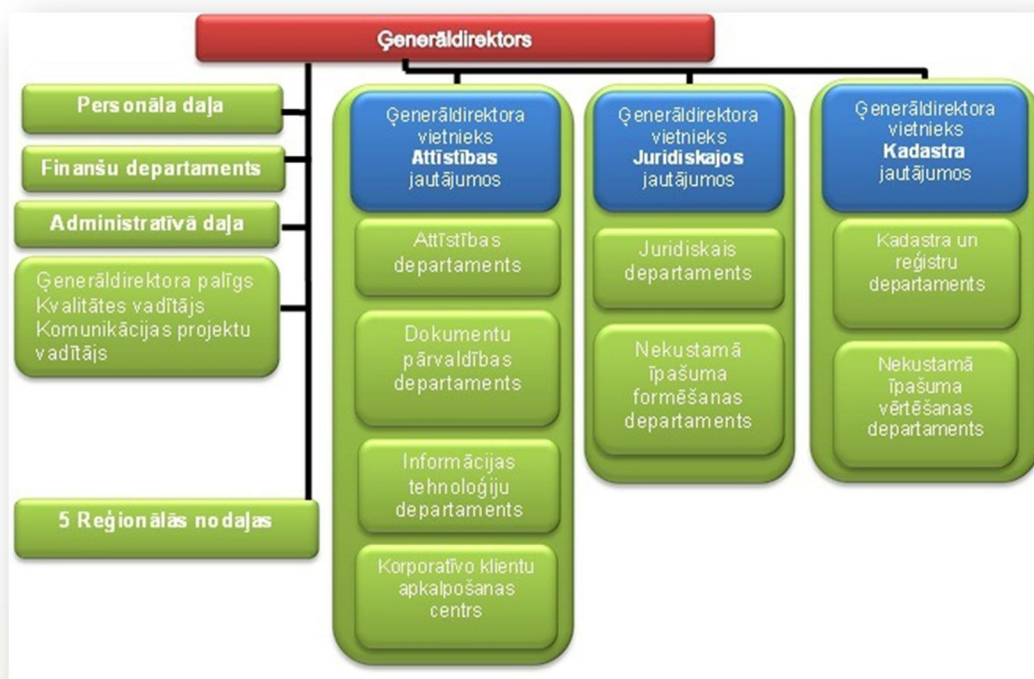 Ģenerāldirektors
Personāla daļa
Finanšu departaments
Administratīvā daļa
Ģenerāldirektora palīgs
Kvalitātes vadītājs
Komunikācijas projektu
vadītājs
5 Reģionālās nodaļas
Ģenerāldirektora
vietnieks
Attīstības
jautājumos
Attīstības
departaments
Dokumentu
pārvaldības
departaments
Informācijas
tehnoloģiju
departaments
Korporatīvo klientu
apkalpošanas
centrs
Ģenerāldirektora
vietnieks
Juridiskajos
jautājumos
Juridiskais
departaments
Nekustamā
īpašuma
formēšanas
departaments
Ģenerāldirektora
vietnieks
Kadastra
jautājumos
Kadastra un
reģistru
departaments
Nekustamā
īpašuma
vērtēšanas
departaments